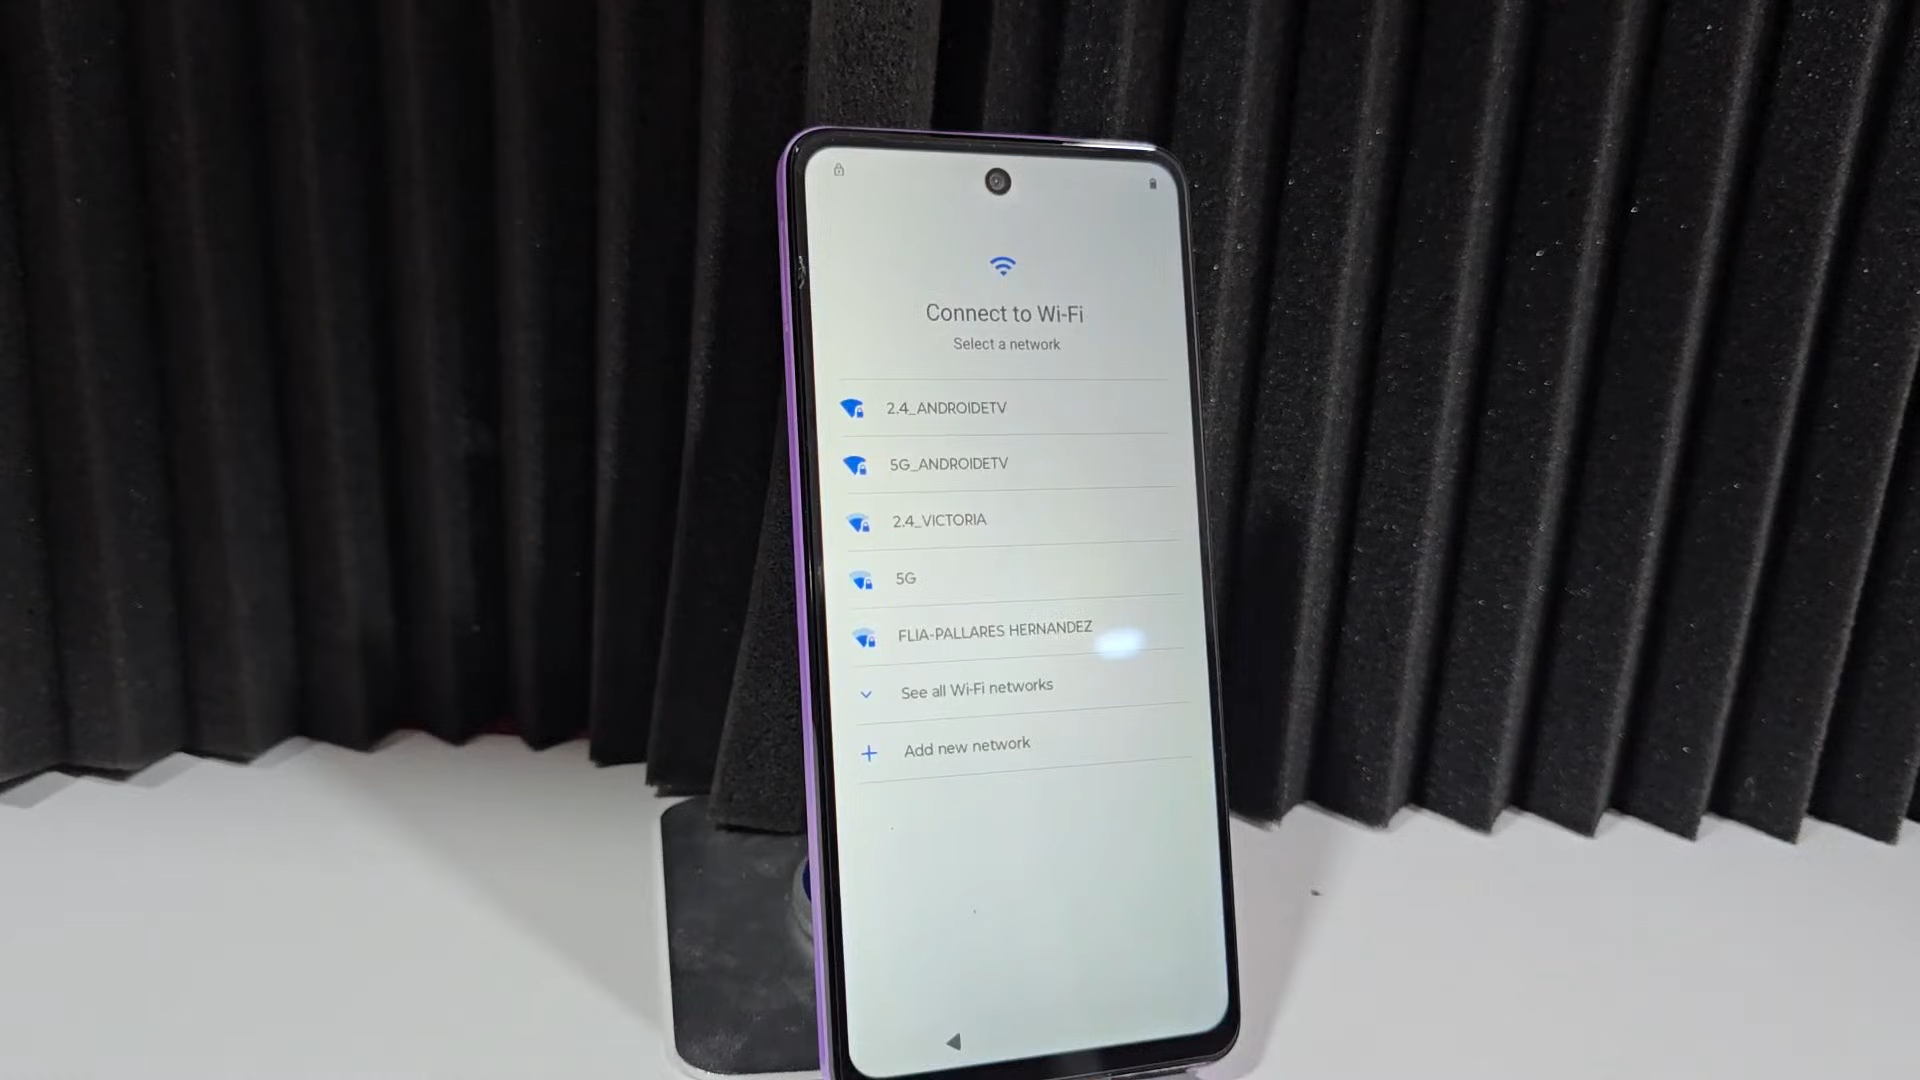 Connect to Wi-Fi
Select a network
2.4_ANDROIDETV
5G_ANDROIDETV
2.4_VICTORIA
5G
FLIA-PALLARES HERNANDEZ
See all Wi-Fi networks
Add new network